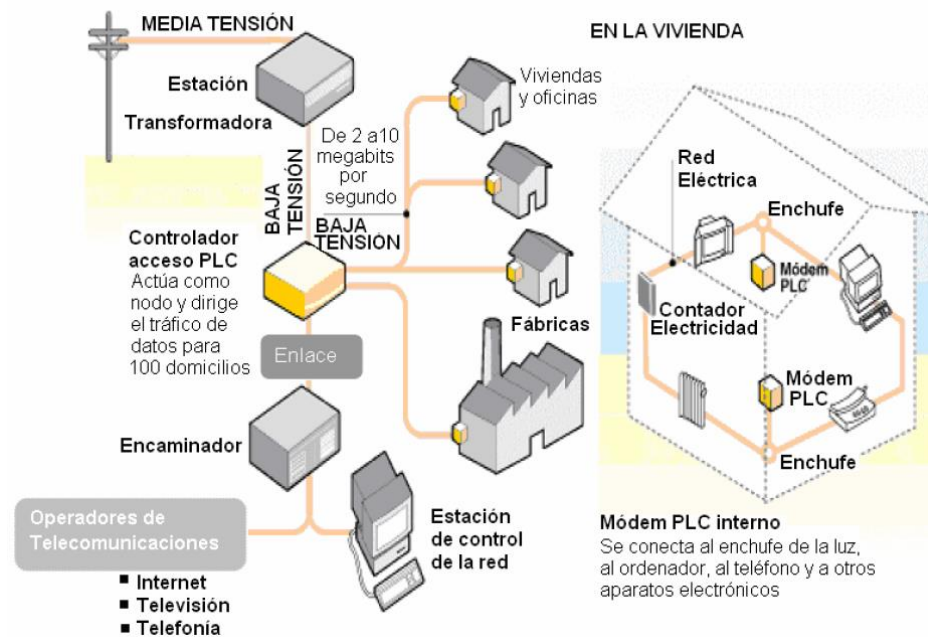 MEDIA TENSIÓN
Estación
Transformadora
BAJA
TENSIÓN
De 2 a10
megabits
por
segundo
BAJA
TENSIÓN
Viviendas
y oficinas
Controlador
acceso PLC
Actúa como
nodo y dirige
el tráfico de
datos para
100 domicilios
Enlace
Fábricas
Encaminador
Operadores de
Telecomunicaciones
■ Internet
■ Televisión
■ Telefonía
Estación
de control
de la red
EN LA VIVIENDA
Red
Eléctrica
Enchufe
Módem
PLC
Contador
Electricidad
Módem
PLC
Enchufe
Módem PLC interno
Se conecta al enchufe de la luz,
al ordenador, al teléfono y a otros
aparatos electrónicos